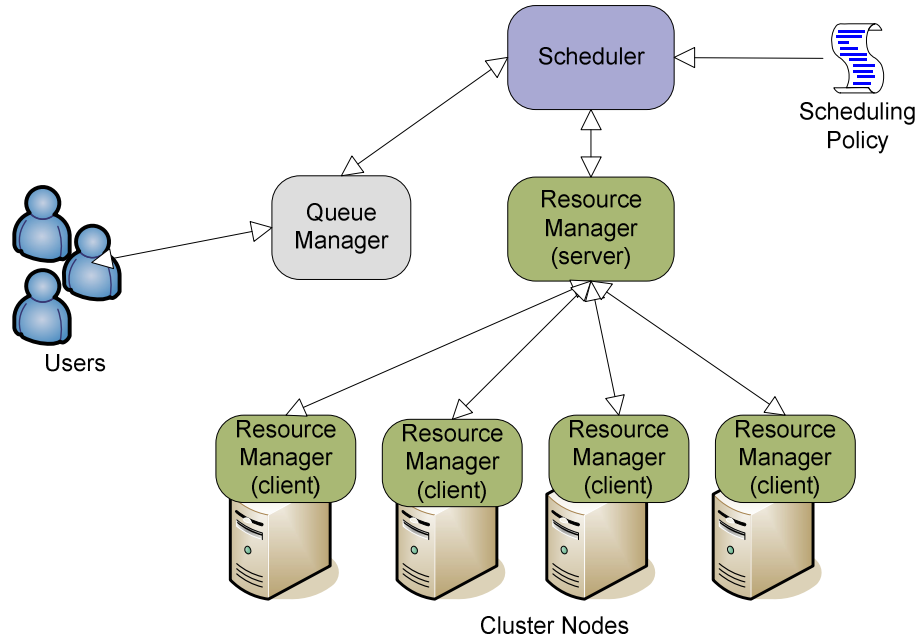 Scheduler
Scheduling
Policy
Queue
Manager
Resource
Manager
(server)
Users
Resource
Manager
(client)
Resource
Manager
(client)
Resource
Manager
(client)
Resource
Manager
(client)
Cluster Nodes